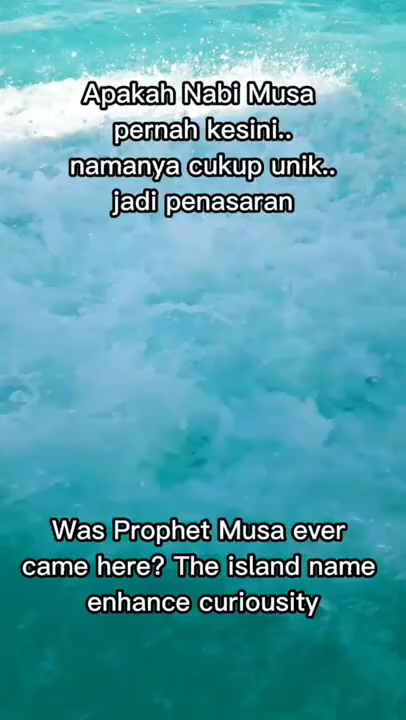 Apakah Nabi Musa
pernah kesini..
namanya cukup unik..
jadi penasaran
Was Prophet Musa ever
came here? The island name
enhance curiousity